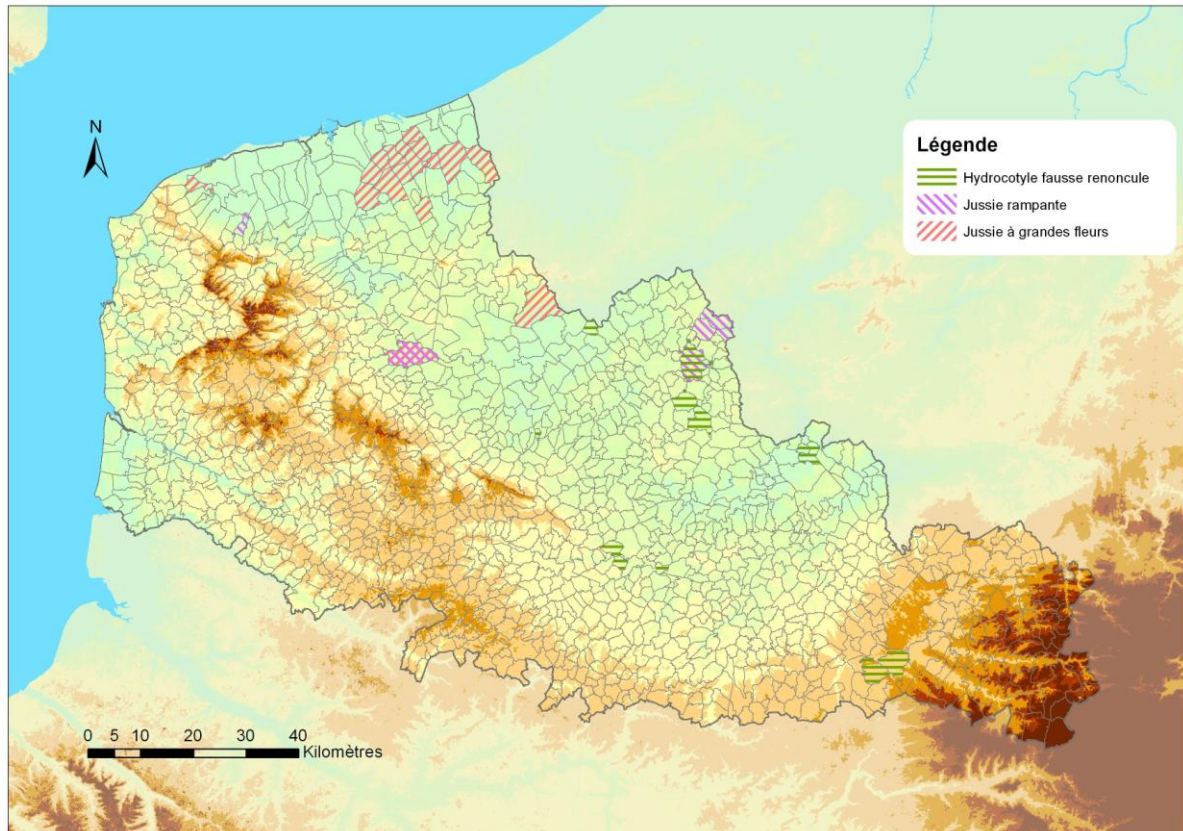 N
Légende
Hydrocotyle fausse renoncule
Jussie rampante
Jussie à grandes fleurs
0 5 10 20 30 40
Kilomètres